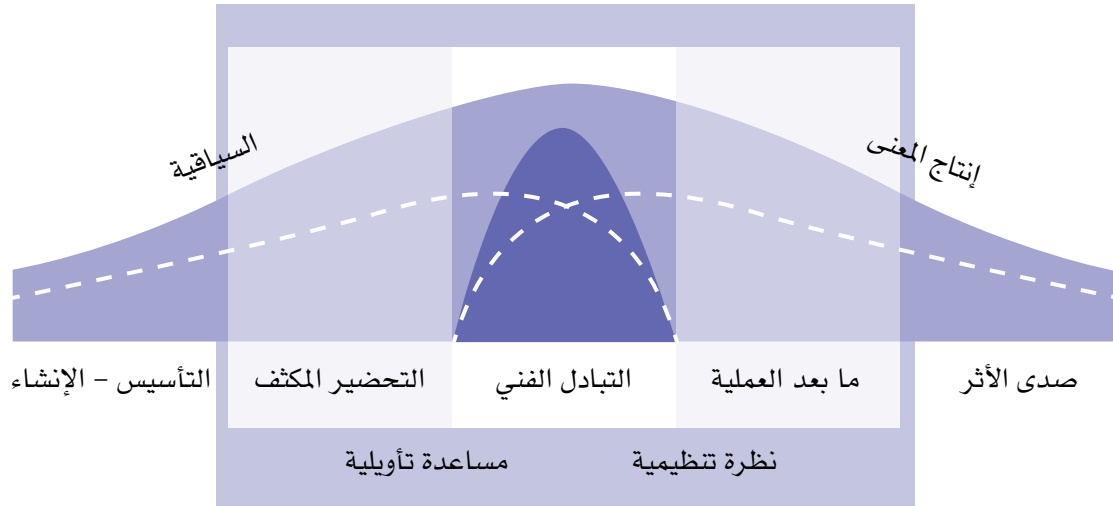 السياقية
إنتاج المعنى
التأسيس – الإنشاء
التحضير المكثف
التبادل الفني
ما بعد العملية
صدى الأثر
مساعدة تأويلية
نظرة تنظيمية